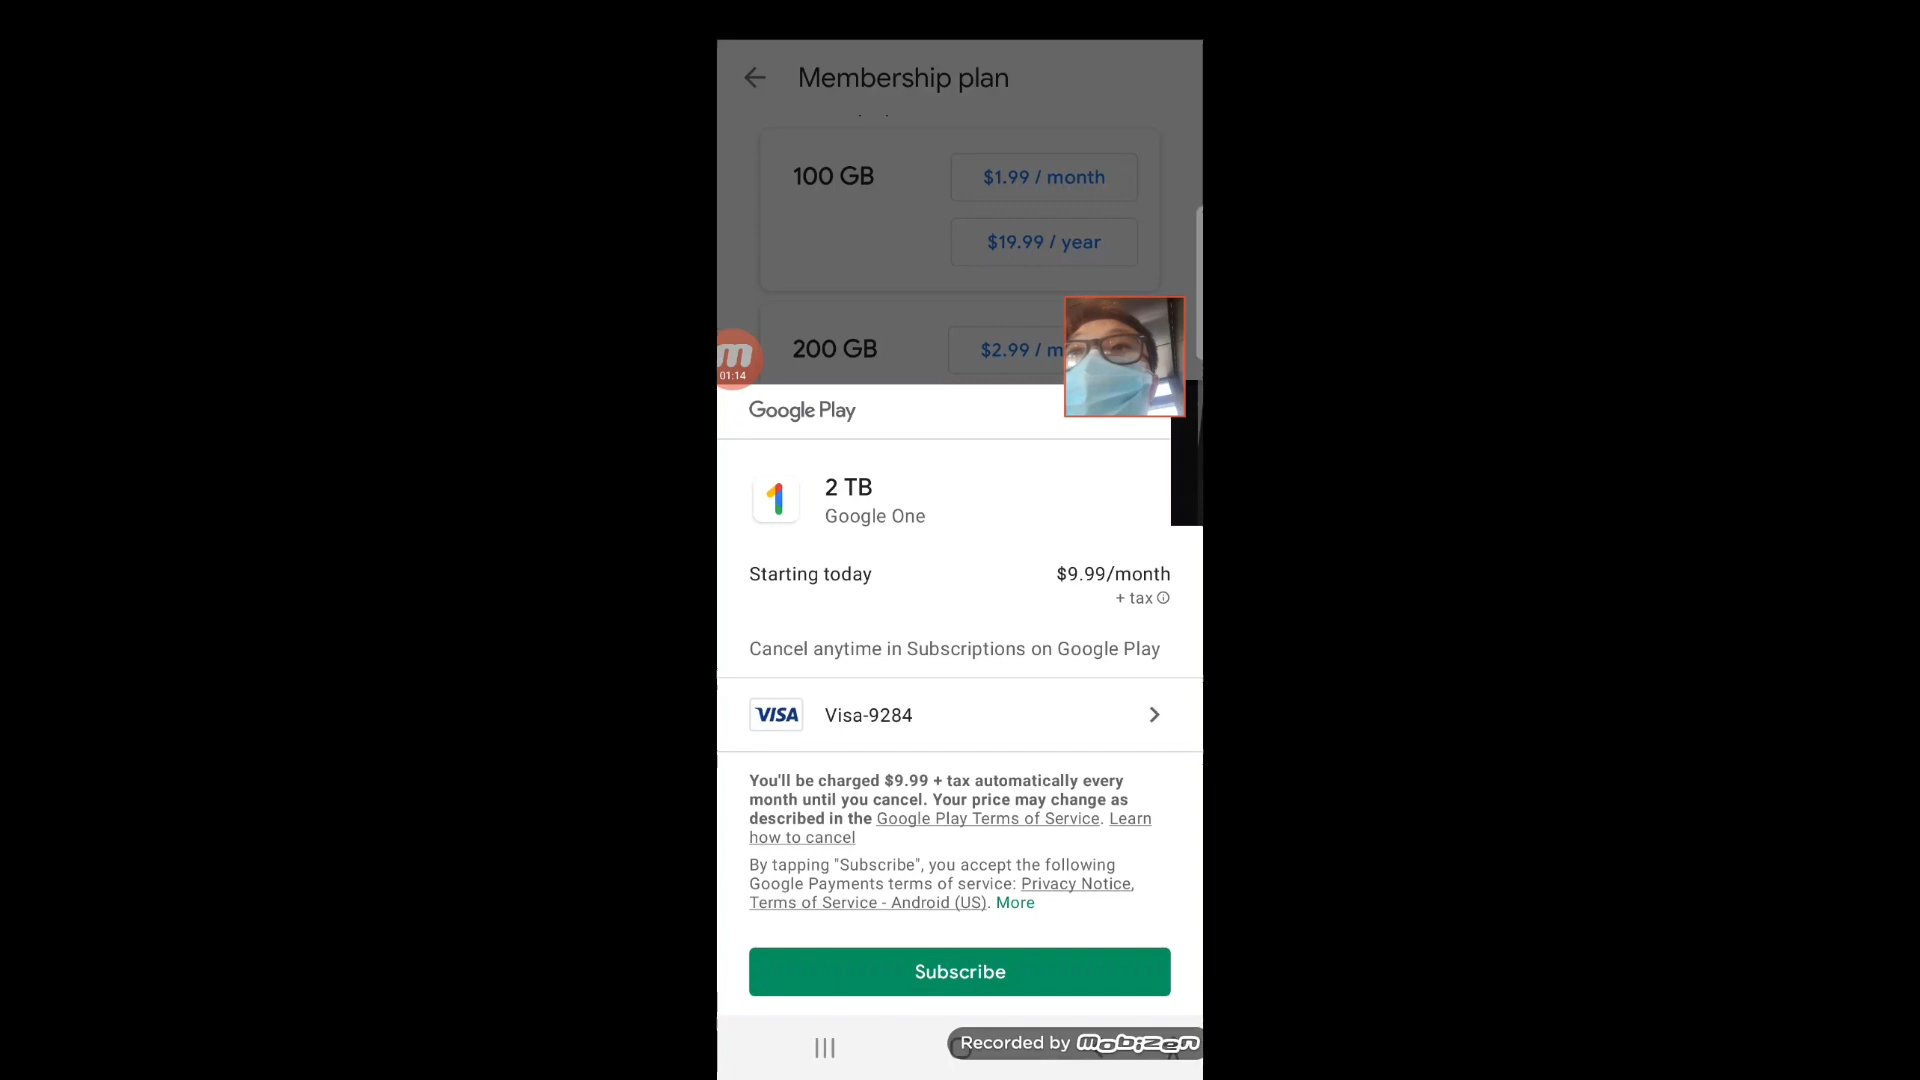 Membership plan
100 GB
$1.99 / month
$19.99 / year
200 GB
$2.99 / m
01:14
Google Play
2 TB
Google One
Starting today
$9.99/month
+ tax
Cancel anytime in Subscriptions on Google Play
VISA
Visa-9284
You'll be charged $9.99 + tax automatically every
month until you cancel. Your price may change as
described in the Google Play Terms of Service. Learn
how to cancel
By tapping "Subscribe", you accept the following
Google Payments terms of service: Privacy Notice,
Terms of Service - Android (US). More
Subscribe
Recorded by mobizen